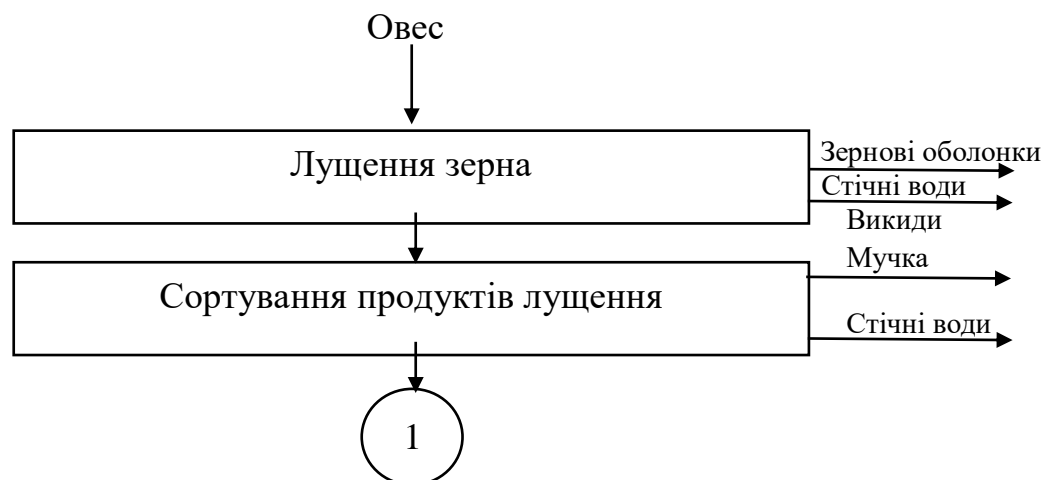 Овес
Лущення зерна
Зернові оболонки
Стічні води
Викиди
Мучка
Сортування продуктів лущення
Стічні води
1